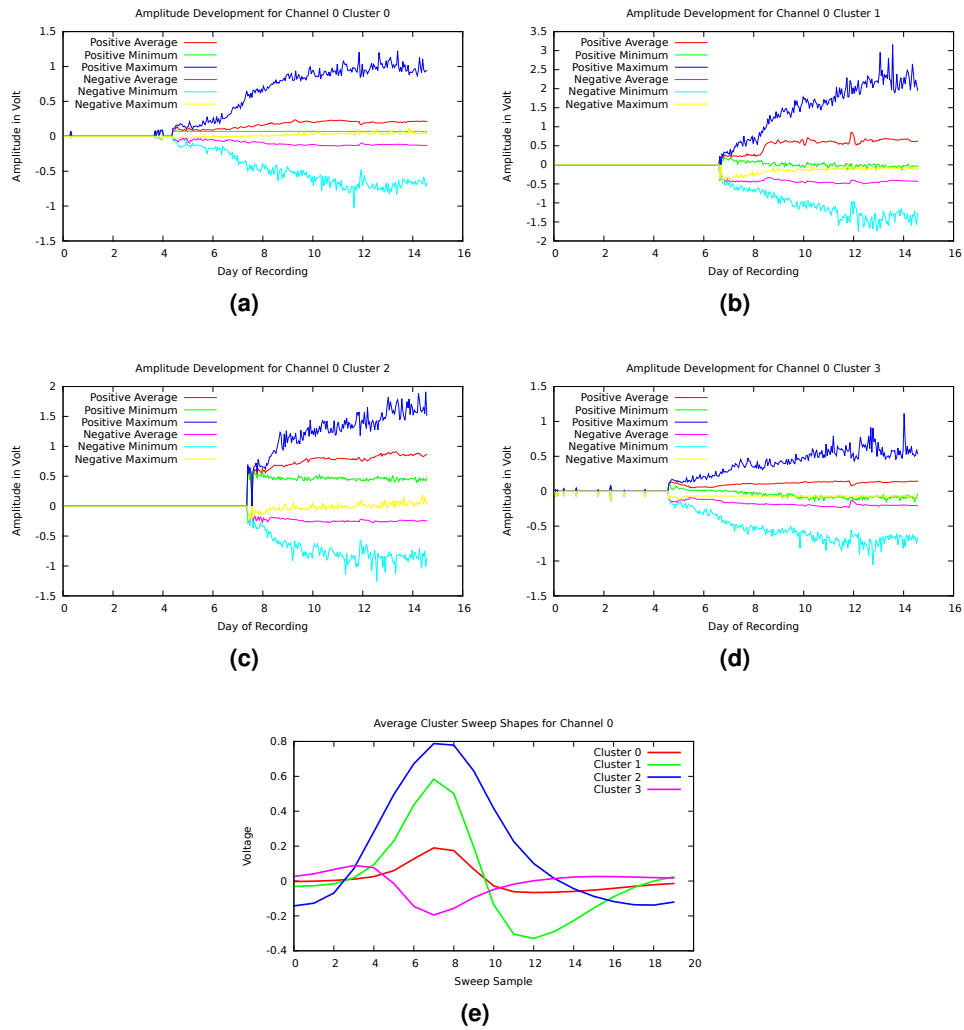 Amplitude Development for Channel 0 Cluster 0
1.5
1
0.5
0
-0.5
-1
-1.5
Amplitude in Volt
Positive Average
Positive Minimum
Positive Maximum
Negative Average
Negative Minimum
Negative Maximum
0 2 4 6 8 10 12 14 16
Day of Recording
(a)
Amplitude Development for Channel 0 Cluster 1
3.5
3
2.5
2
1.5
1
0.5
0
-0.5
-1
-1.5
-2
Amplitude in Volt
Positive Average
Positive Minimum
Positive Maximum
Negative Average
Negative Minimum
Negative Maximum
0 2 4 6 8 10 12 14 16
Day of Recording
(b)
Amplitude Development for Channel 0 Cluster 2
2
1.5
1
0.5
0
-0.5
-1
-1.5
Amplitude in Volt
Positive Average
Positive Minimum
Positive Maximum
Negative Average
Negative Minimum
Negative Maximum
0 2 4 6 8 10 12 14 16
Day of Recording
(c)
Amplitude Development for Channel 0 Cluster 3
1.5
1
0.5
0
-0.5
-1
-1.5
Amplitude in Volt
Positive Average
Positive Minimum
Positive Maximum
Negative Average
Negative Minimum
Negative Maximum
0 2 4 6 8 10 12 14 16
Day of Recording
(d)
Average Cluster Sweep Shapes for Channel 0
0.8
0.6
0.4
0.2
0
-0.2
-0.4
Voltage
Cluster 0
Cluster 1
Cluster 2
Cluster 3
0 2 4 6 8 10 12 14 16 18 20
Sweep Sample
(e)